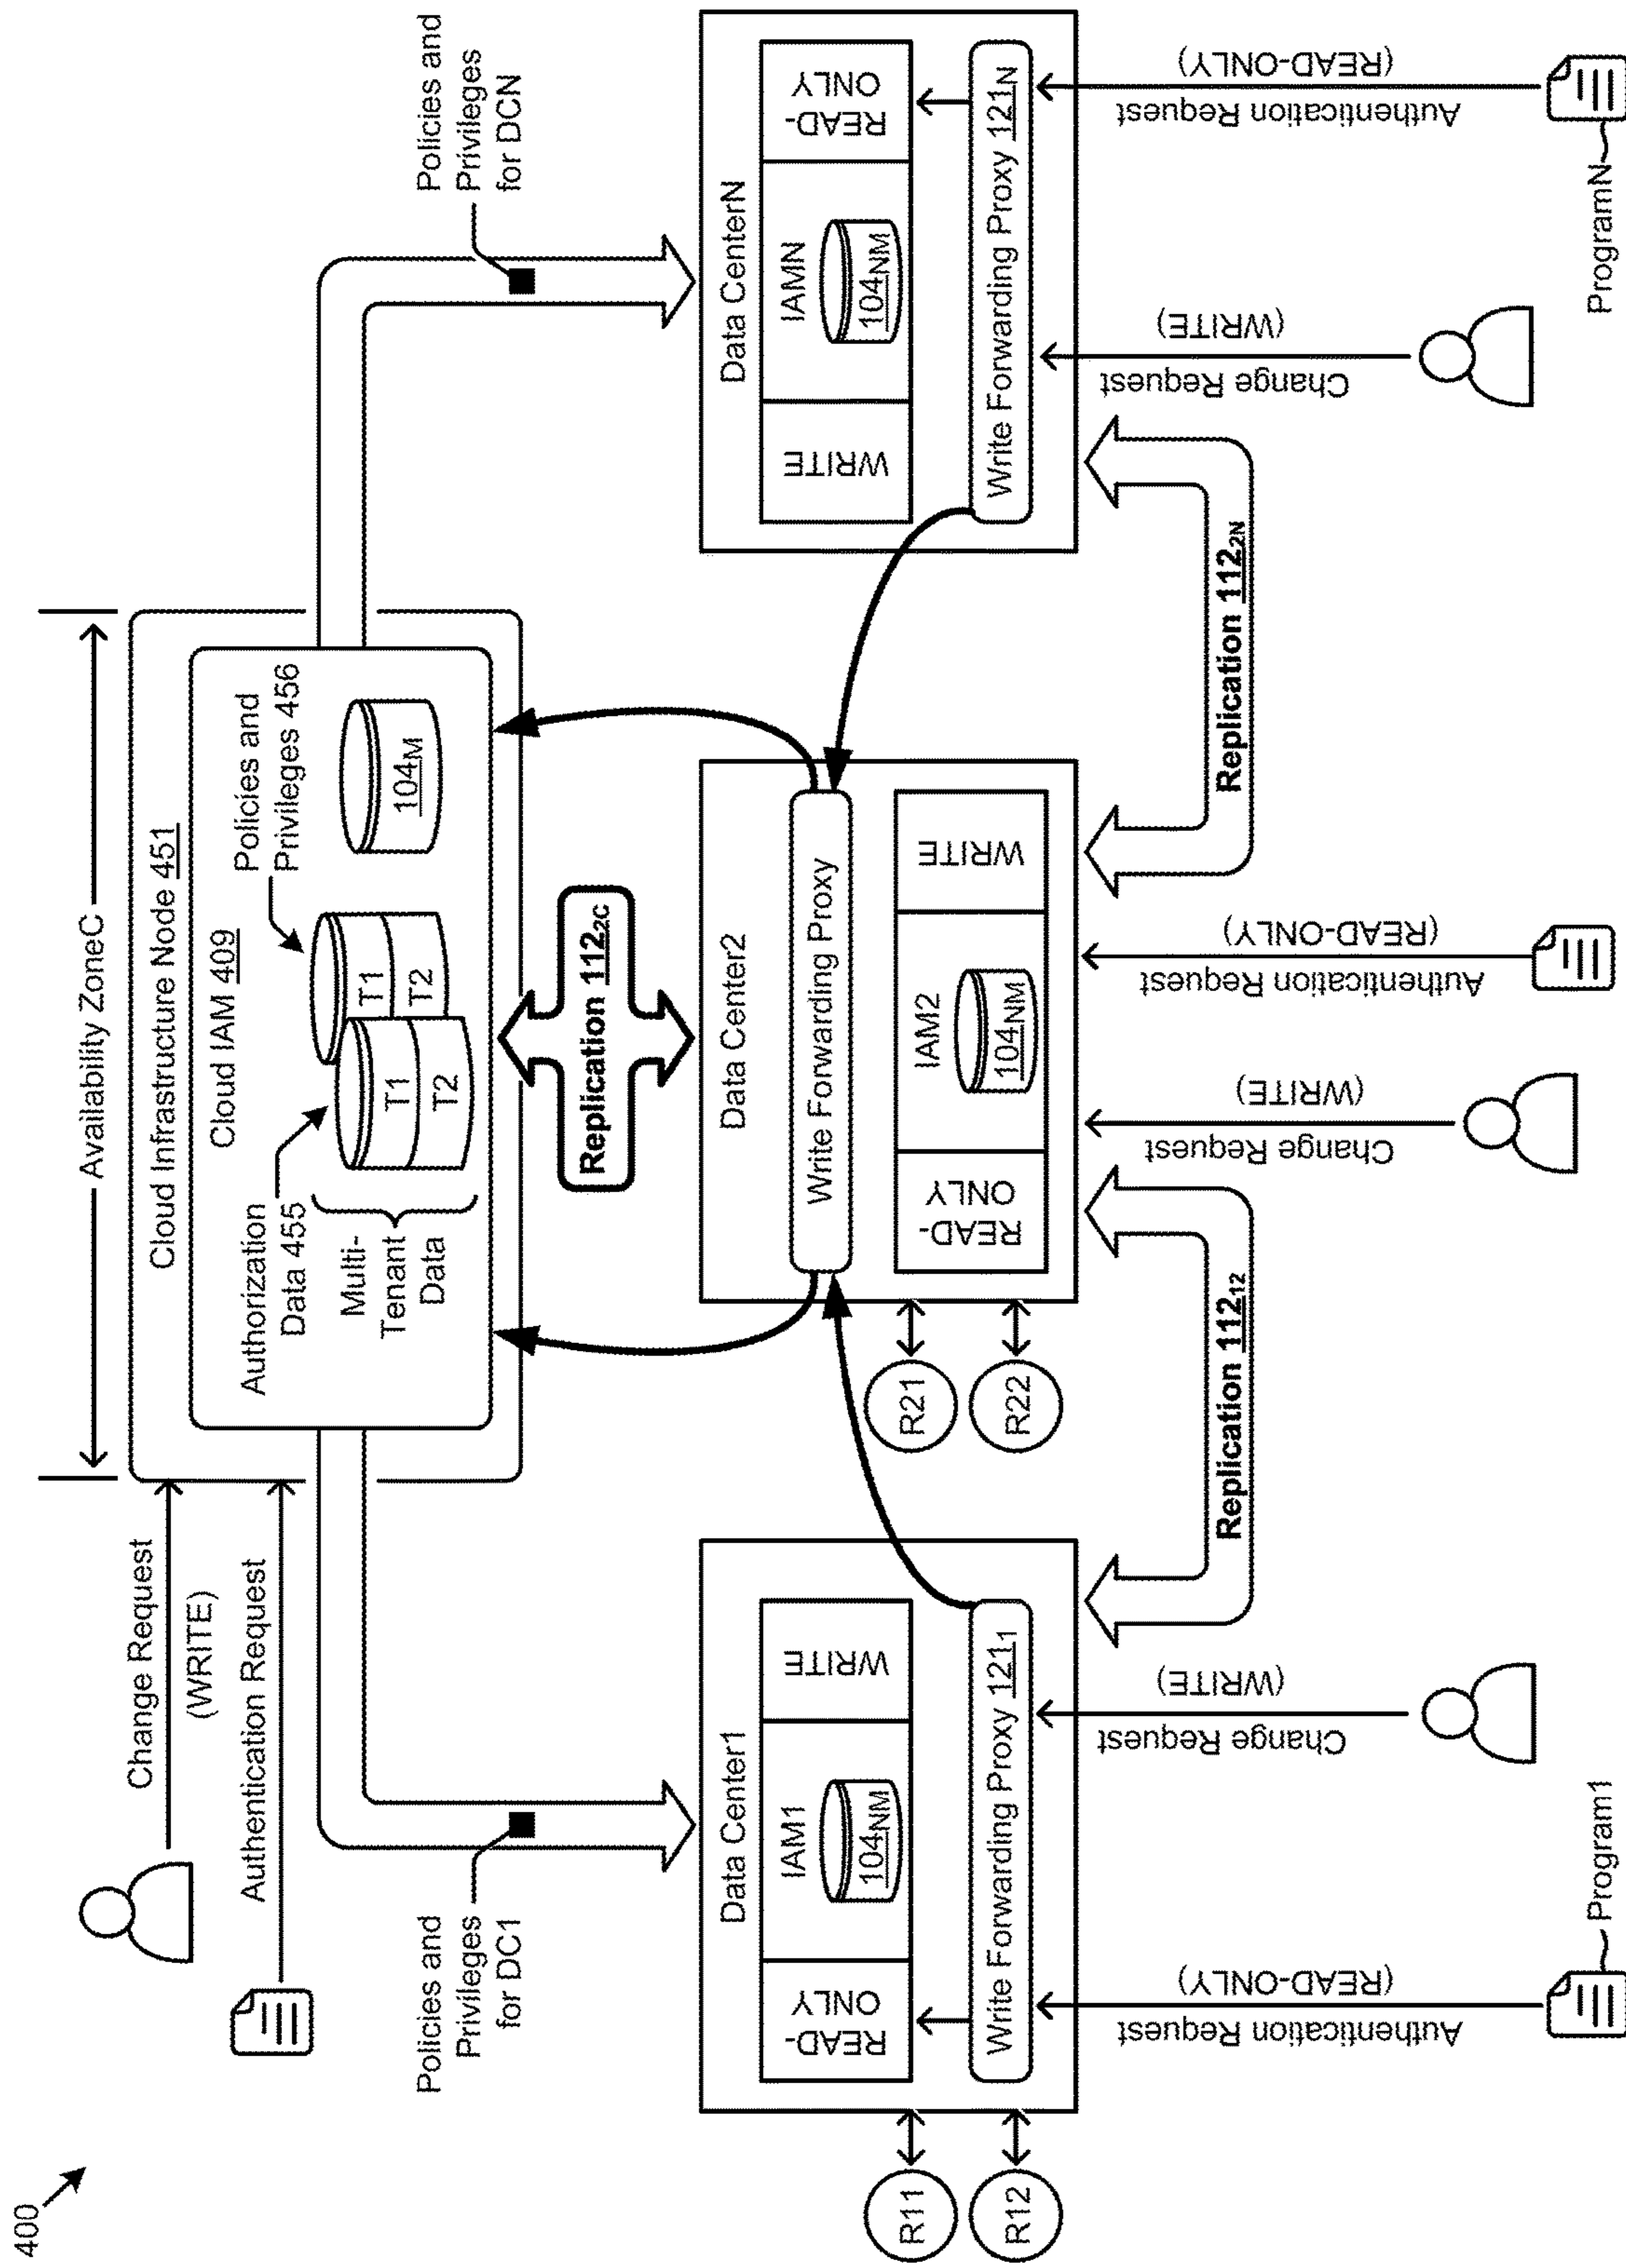 400
Availability ZoneC
Change Request
(WRITE)
Authentication Request
Cloud Infrastructure Node 451
Cloud IAM 409
Authorization
Data 455
Policies and
Privileges 456
Multi-
Tenant
Data
T1
T2
T1
T2
104M
Policies and
Privileges
for DC1
Replication 1122C
Policies and
Privileges
for DCN
Data Center1
READ-
ONLY
IAM1
104NM
WRITE
Write Forwarding Proxy 1211
R11
R12
Data Center2
Write Forwarding Proxy
READ-
ONLY
IAM2
104NM
WRITE
R21
R22
Data CenterN
WRITE
IAMN
104NM
READ-
ONLY
Write Forwarding Proxy 121N
Authentication Request
(READ-ONLY)
Change Request
(WRITE)
Replication 11212
Change Request
(WRITE)
Authentication Request
(READ-ONLY)
Replication 1122N
Change Request
(WRITE)
Authentication Request
(READ-ONLY)
Program1
ProgramN